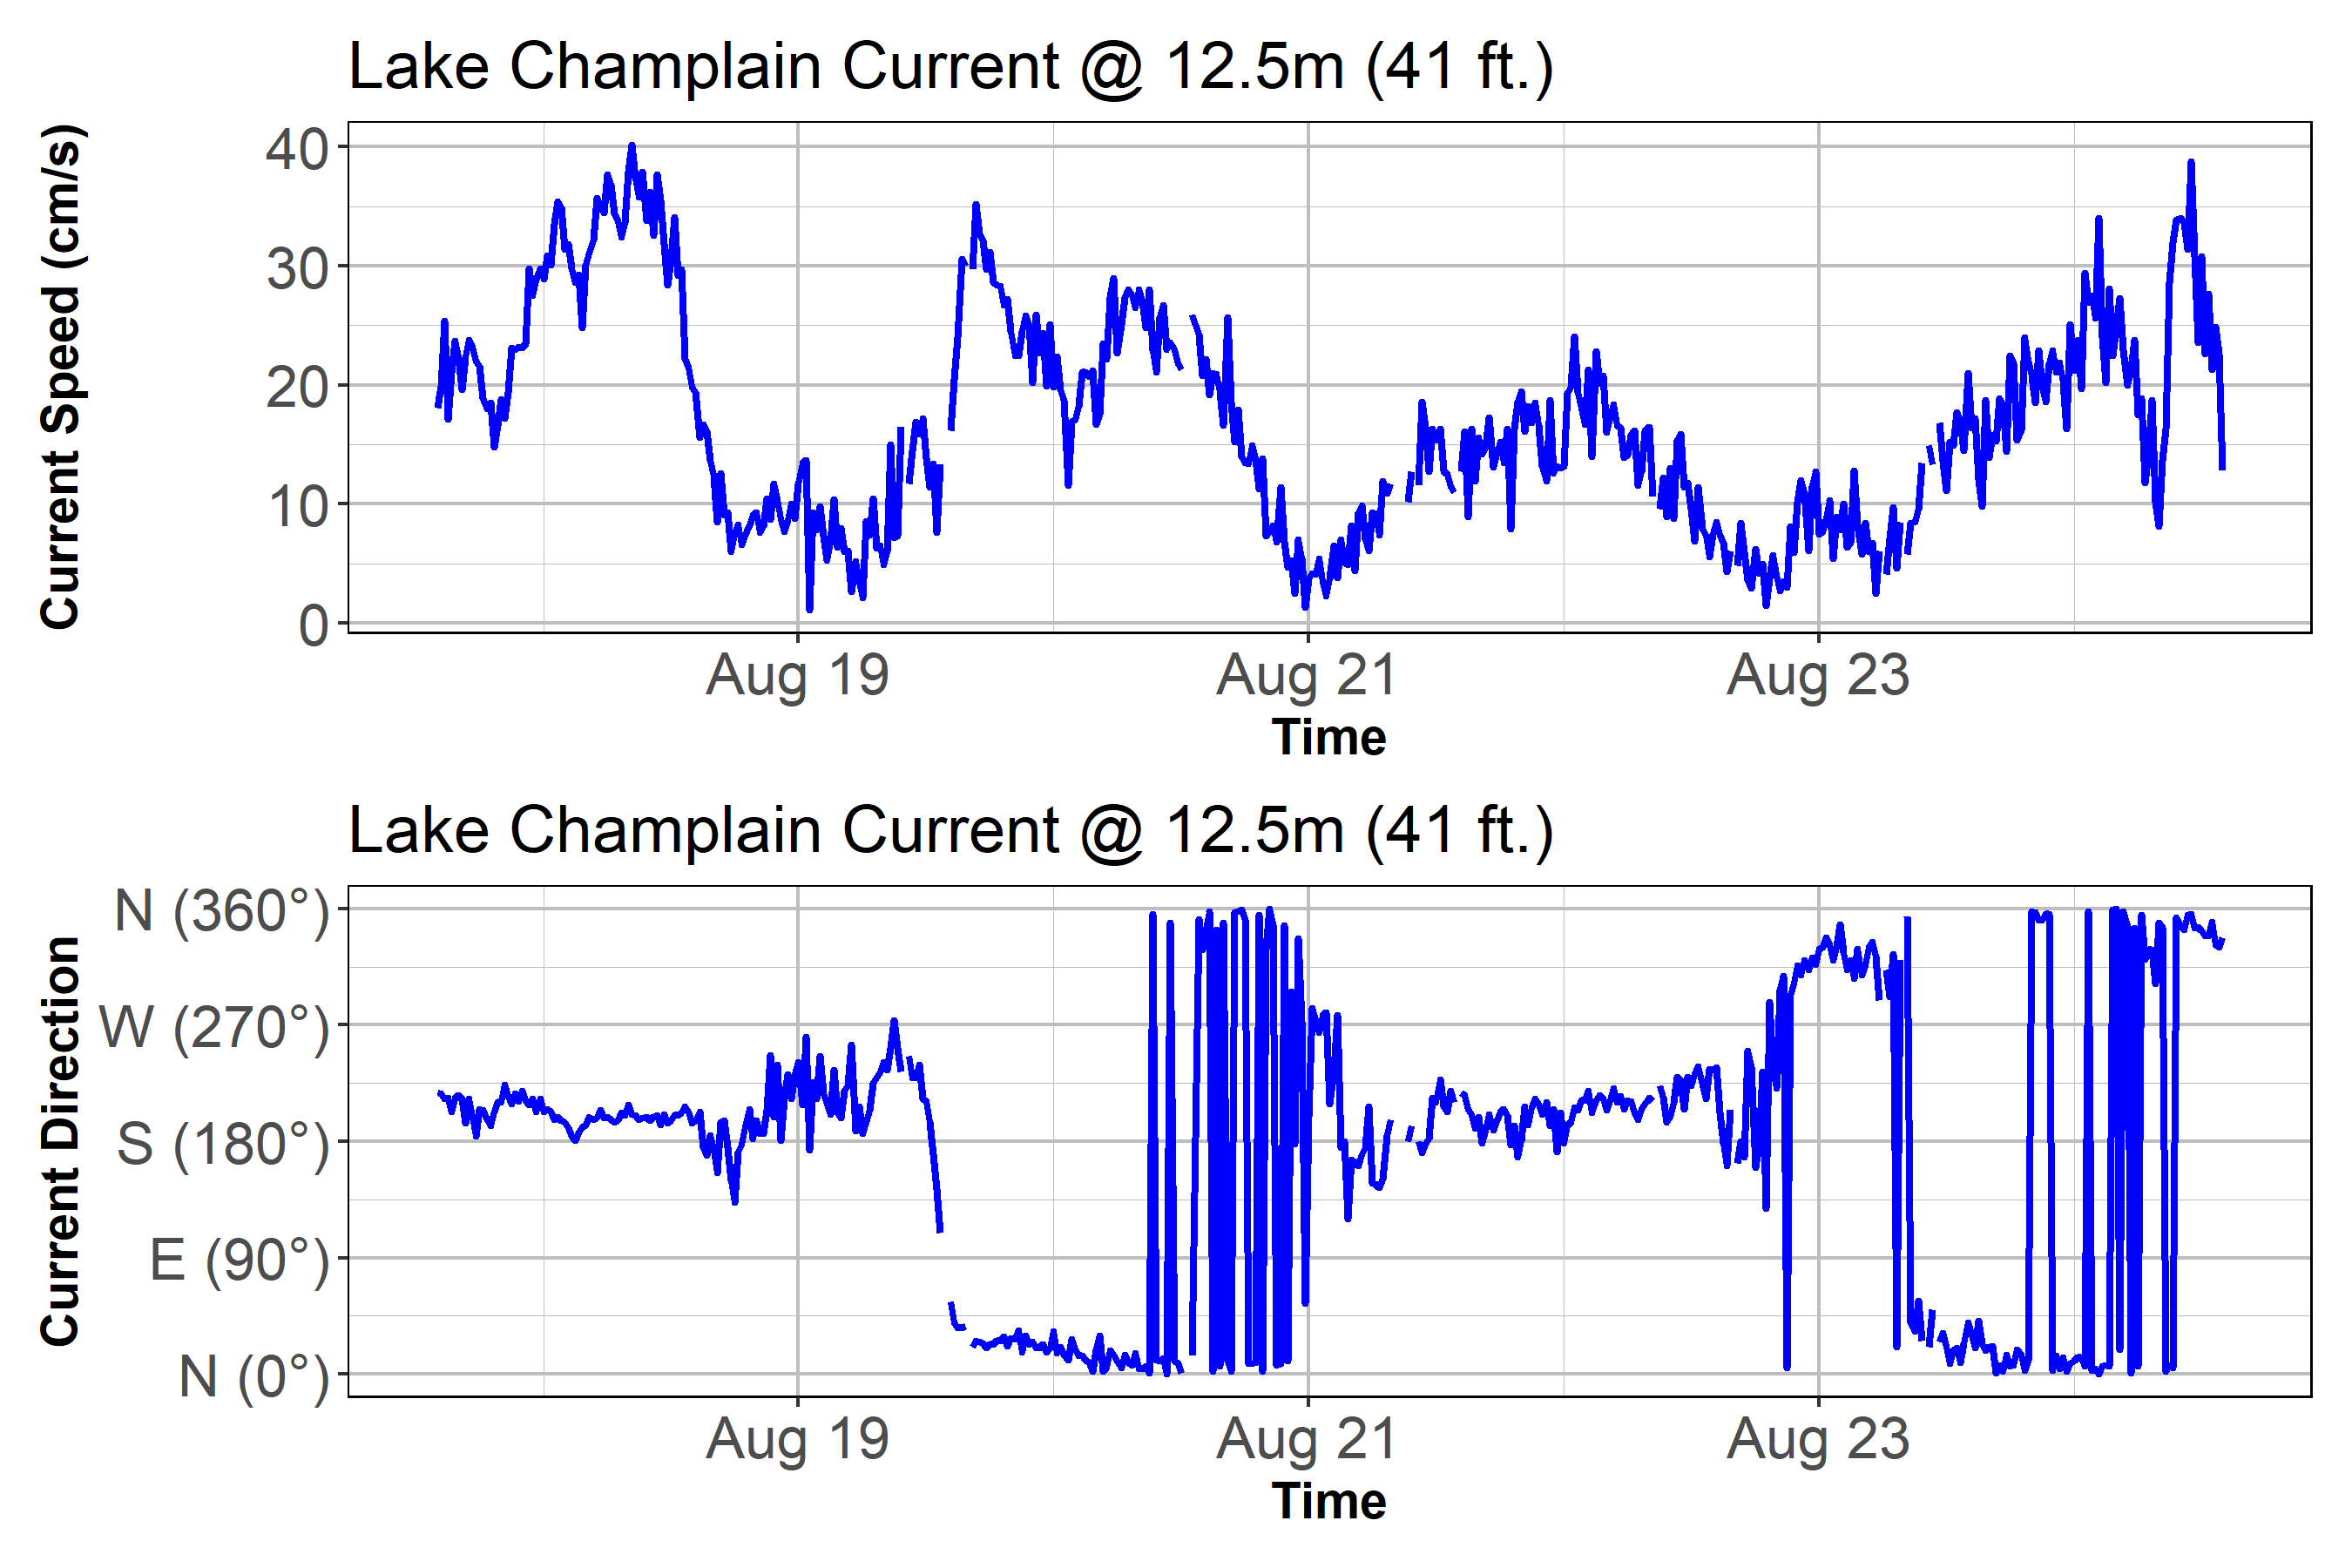 Lake Champlain Current @ 12.5m (41 ft.)
Current Speed (cm/s)
40
30
20
10
0
Aug 19
Aug 21
Aug 23
Time
Lake Champlain Current @ 12.5m (41 ft.)
Current Direction
N (360°)
W (270°)
S (180°)
E (90°)
N (0°)
Aug 19
Aug 21
Aug 23
Time